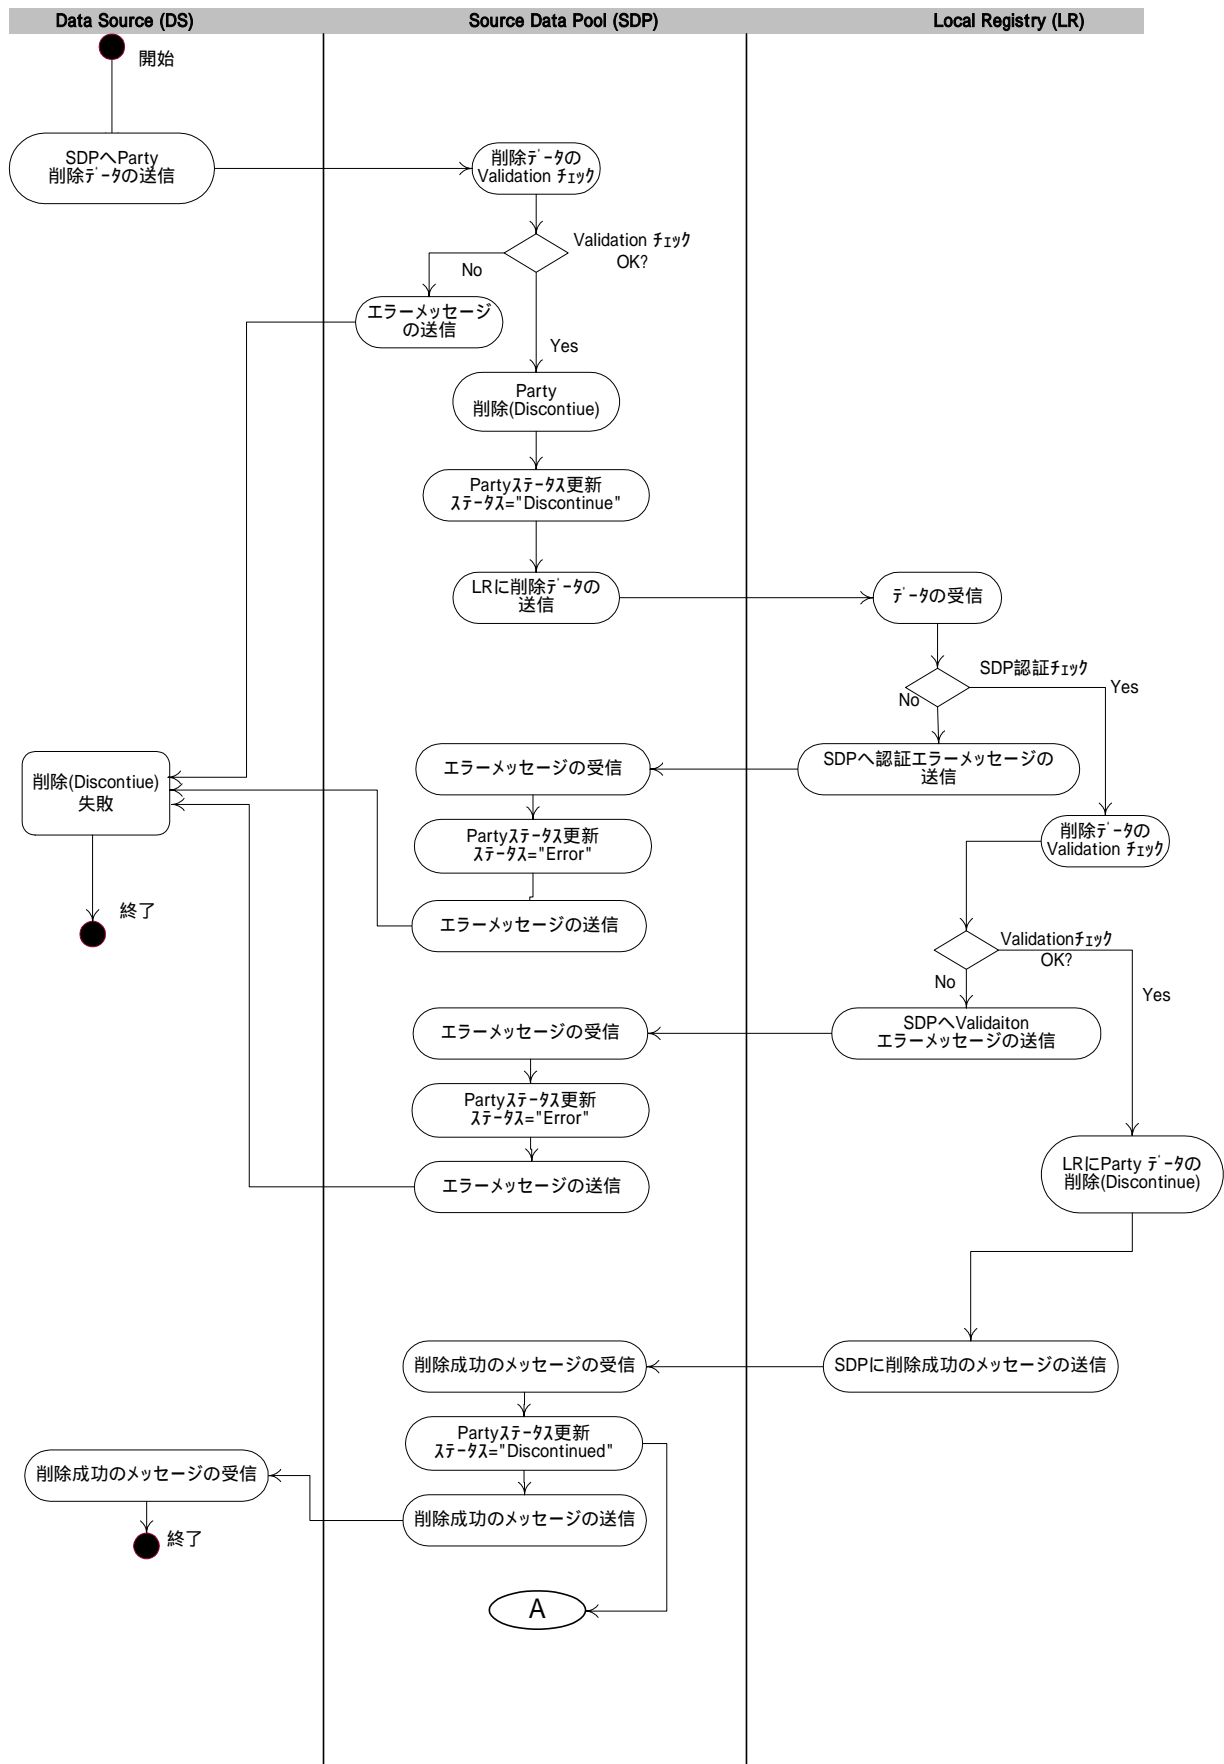 Data Source (DS)
Source Data Pool (SDP)
Local Registry (LR)
開始
SDPへParty
削除ﾃﾞｰﾀの送信
削除ﾃﾞｰﾀの
Validation ﾁｪｯｸ
Validation ﾁｪｯｸ
OK?
No
エラーメッセージ
の送信
Yes
Party
削除(Discontiue)
Partyｽﾃｰﾀｽ更新
ｽﾃｰﾀｽ="Discontinue"
LRに削除ﾃﾞｰﾀの
送信
ﾃﾞｰﾀの受信
SDP認証ﾁｪｯｸ
Yes
No
SDPへ認証エラーメッセージの
送信
エラーメッセージの受信
削除(Discontiue)
失敗
Partyｽﾃｰﾀｽ更新
ｽﾃｰﾀｽ="Error"
削除ﾃﾞｰﾀの
Validation ﾁｪｯｸ
終了
エラーメッセージの送信
Validationﾁｪｯｸ
OK?
No
Yes
SDPへValidaiton
エラーメッセージの送信
エラーメッセージの受信
Partyｽﾃｰﾀｽ更新
ｽﾃｰﾀｽ="Error"
エラーメッセージの送信
LRにParty ﾃﾞｰﾀの
削除(Discontinue)
SDPに削除成功のメッセージの送信
削除成功のメッセージの受信
Partyｽﾃｰﾀｽ更新
ｽﾃｰﾀｽ="Discontinued"
削除成功のメッセージの受信
削除成功のメッセージの送信
終了
A